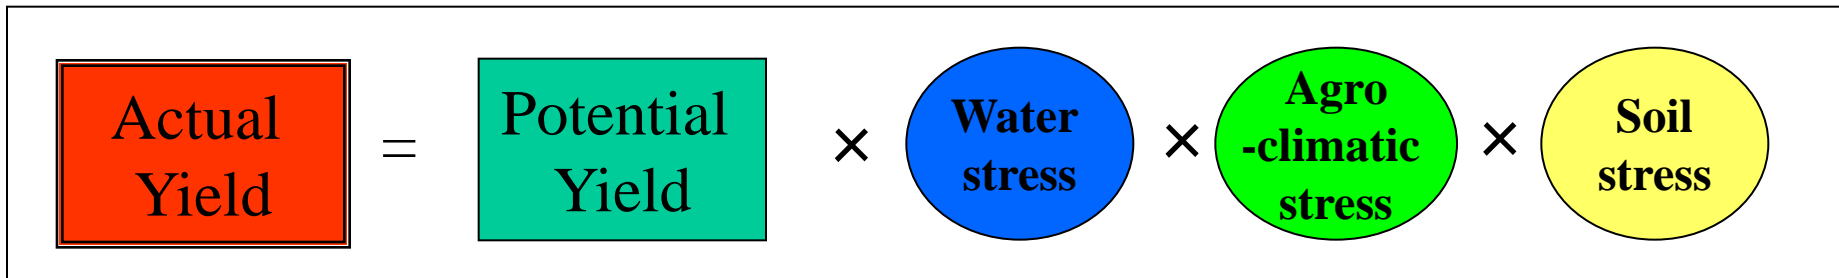 Actual
Yield
=
Potential
Yield
×
Water
stress
×
Agro
-climatic
stress
×
Soil
stress